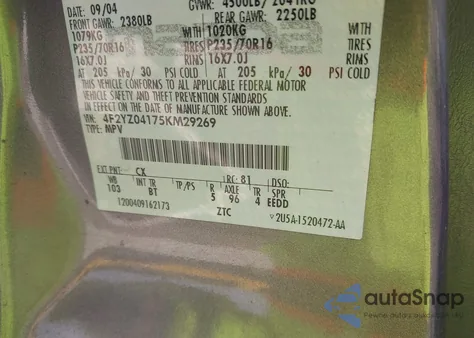 DATE: 09/04 GVWR: 4500LB/ 2041KG
FRONT GAWR: 2380LB REAR GAWR: 2250LB
1079KG WITH 1020KG WITH
P235/70R16 TIRES P235/70R16 TIRES
16X7.0J RIMS 16X7.0J RIMS
AT 205 kPa/ 30 PSI COLD AT 205 kPa/ 30 PSI COLD
THIS VEHICLE CONFORMS TO ALL APPLICABLE FEDERAL MOTOR
VEHICLE SAFETY AND THEFT PREVENTION STANDARDS
IN EFFECT ON THE DATE OF MANUFACTURE SHOWN ABOVE.
VIN: 4F2YZ04175KM29269
TYPE: MPV
EXT PNT: CX RC: 81 DSO:
WB INT TR TP/PS R AXLE TR SPR
103 BT 5 96 4 EEDD
1200409162173 ZTC V2U5A-1520472-AA
autoSnap